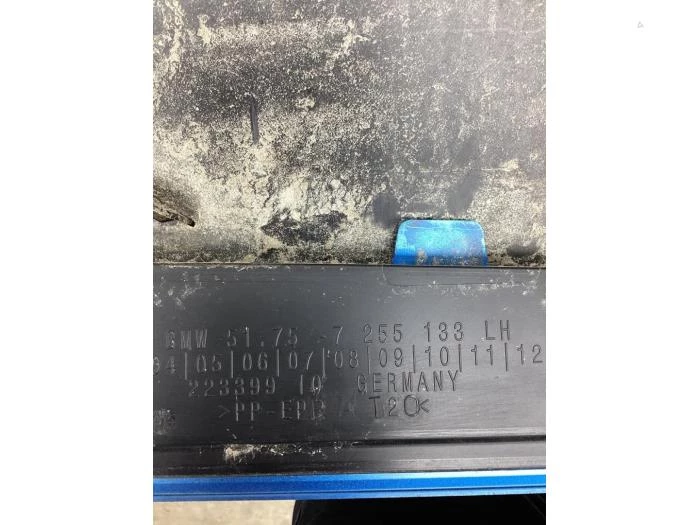 BMW 51.75 -7 255 133 LH
04|05|06|07|08|09|10|11|12
223399 10 GERMANY
>PP-EPDM T20<